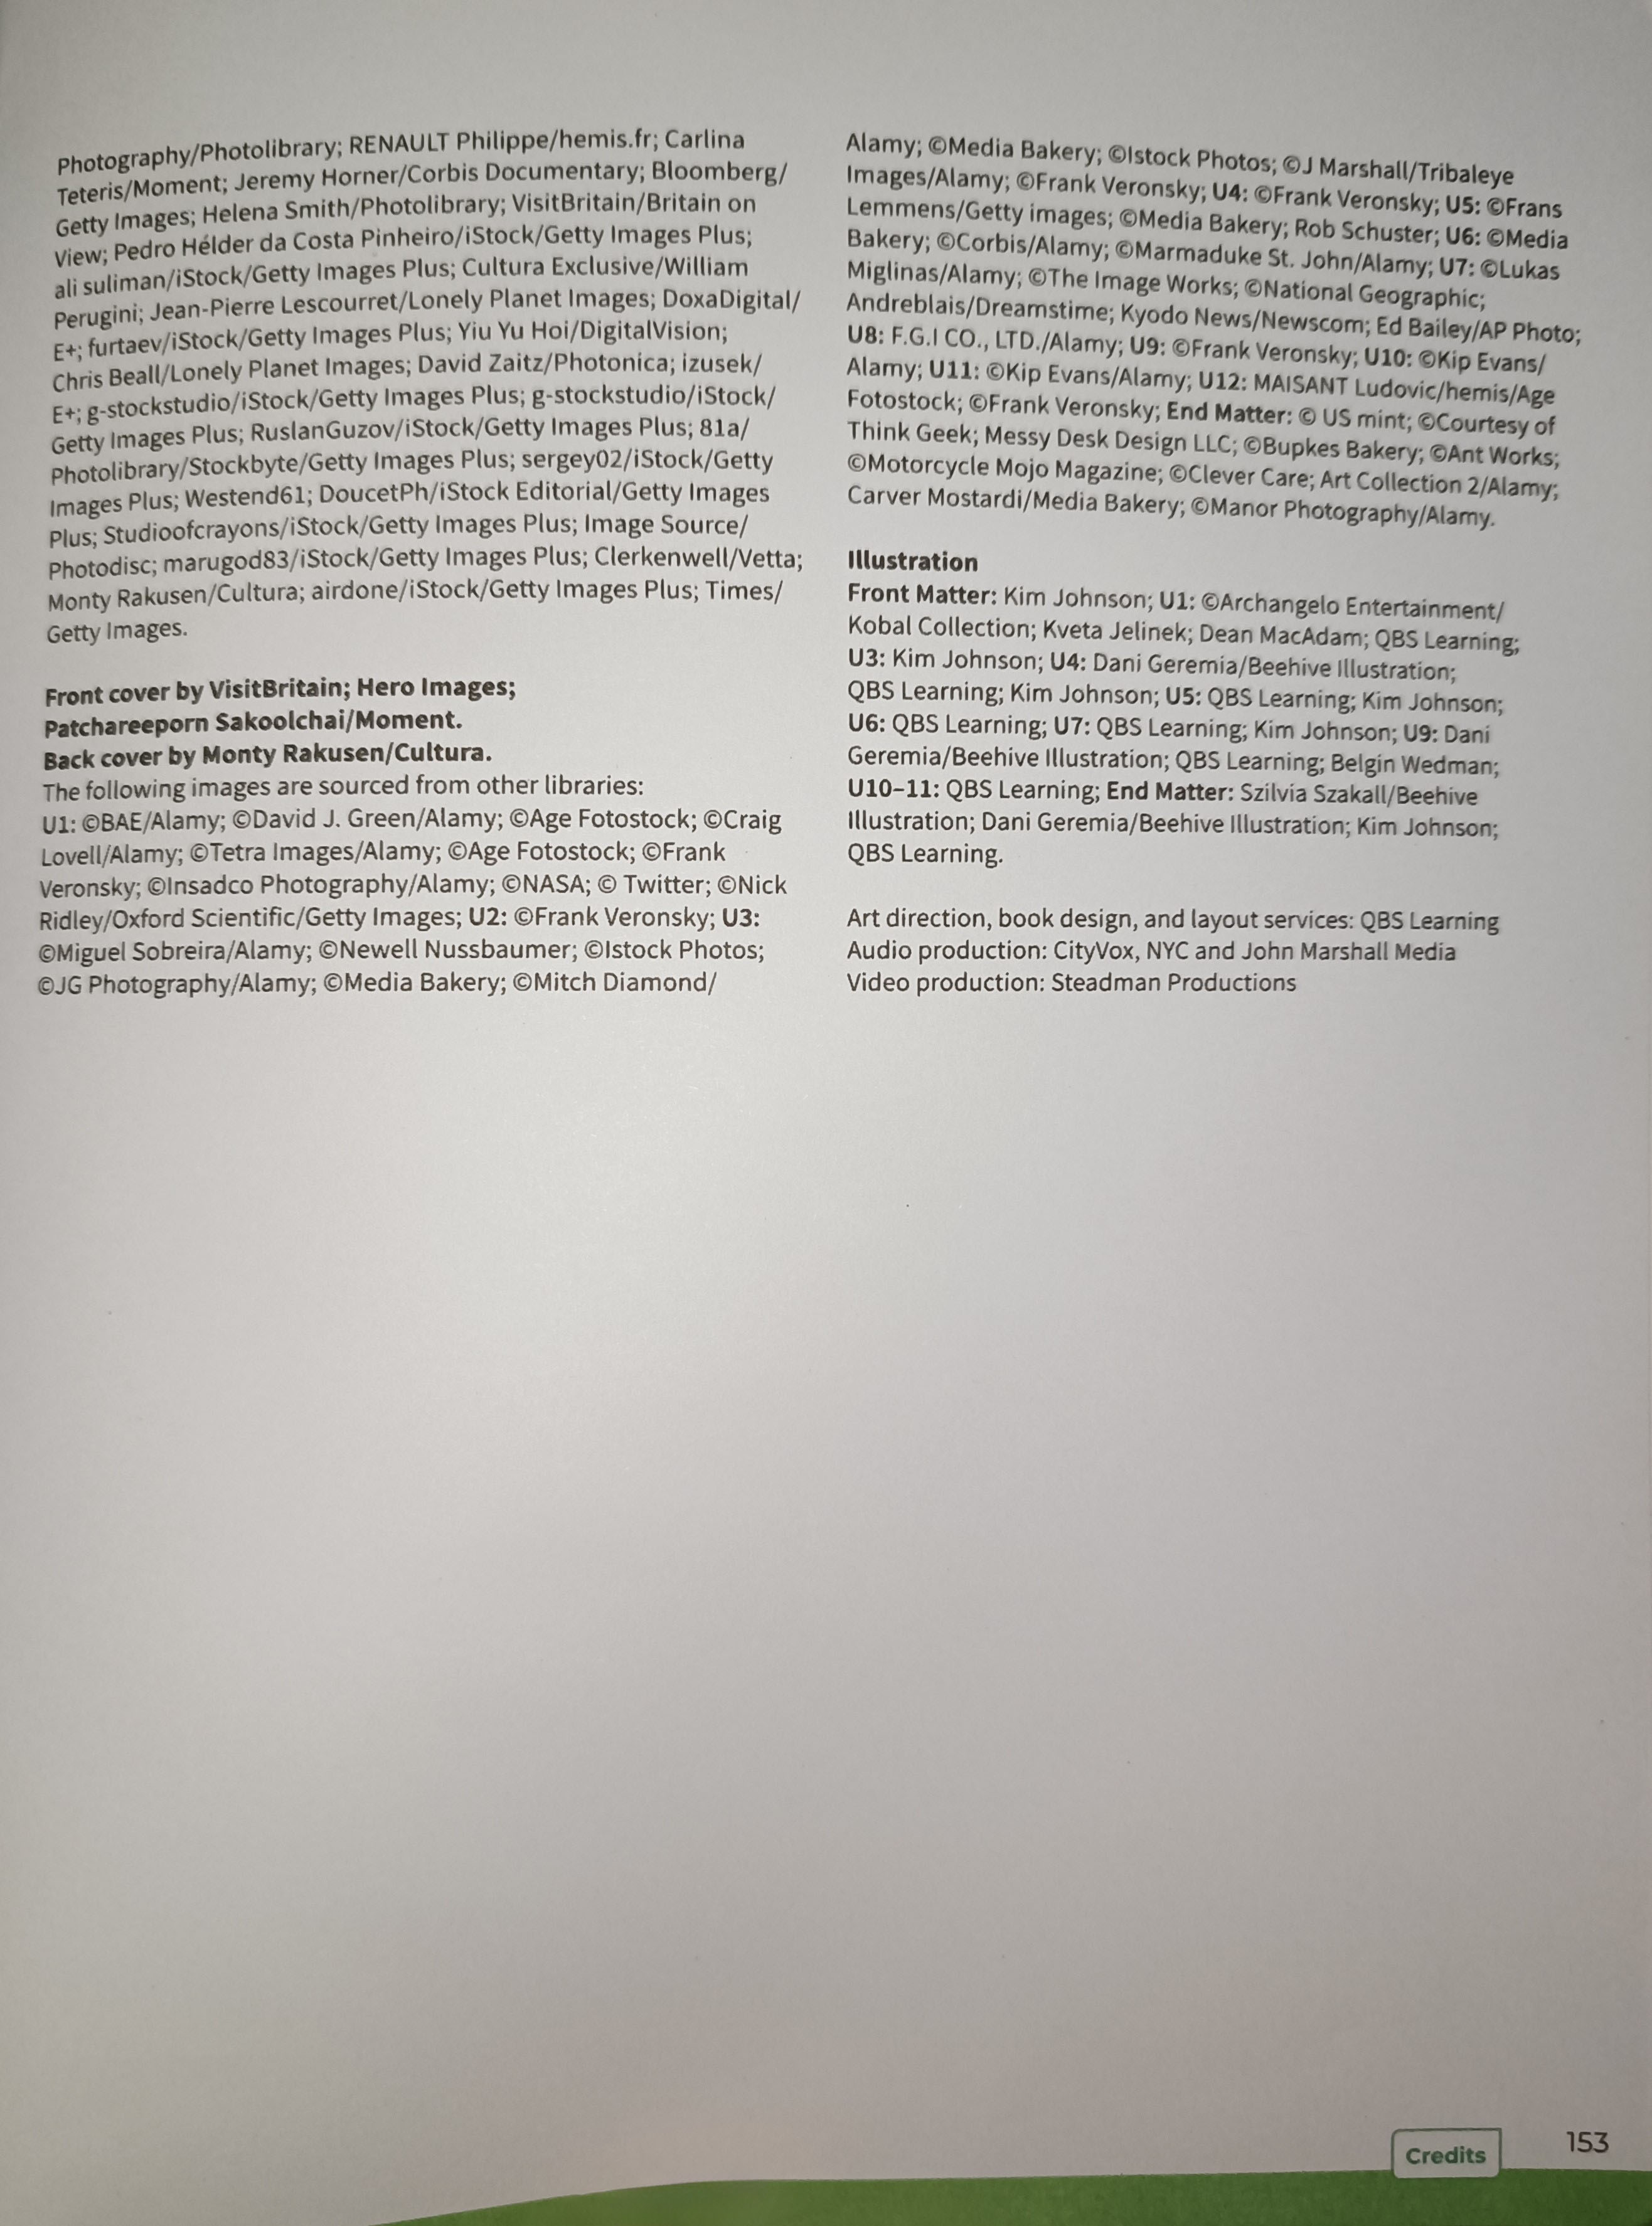 Photography/Photolibrary; RENAULT Philippe/hemis.fr; Carlina
Teteris/Moment; Jeremy Horner/Corbis Documentary; Bloomberg/
Getty Images; Helena Smith/Photolibrary; VisitBritain/Britain on
View; Pedro Hélder da Costa Pinheiro/iStock/Getty Images Plus;
ali suliman/iStock/Getty Images Plus; Cultura Exclusive/William
Perugini; Jean-Pierre Lescourret/Lonely Planet Images; DoxaDigital/
E+; furtaev/iStock/Getty Images Plus; Yiu Yu Hoi/DigitalVision;
Chris Beall/Lonely Planet Images; David Zaitz/Photonica; izusek/
E+; g-stockstudio/iStock/Getty Images Plus; g-stockstudio/iStock/
Getty Images Plus; RuslanGuzov/iStock/Getty Images Plus; 81a/
Photolibrary/Stockbyte/Getty Images Plus; sergey02/iStock/Getty
Images Plus; Westend61; DoucetPh/iStock Editorial/Getty Images
Plus; Studioofcrayons/iStock/Getty Images Plus; Image Source/
Photodisc; marugod83/iStock/Getty Images Plus; Clerkenwell/Vetta;
Monty Rakusen/Cultura; airdone/iStock/Getty Images Plus; Times/
Getty Images.
Front cover by VisitBritain; Hero Images;
Patchareeporn Sakoolchai/Moment.
Back cover by Monty Rakusen/Cultura.
The following images are sourced from other libraries:
U1: ©BAE/Alamy; ©David J. Green/Alamy; ©Age Fotostock; ©Craig
Lovell/Alamy; ©Tetra Images/Alamy; ©Age Fotostock; ©Frank
Veronsky; ©Insadco Photography/Alamy; ©NASA; © Twitter; ©Nick
Ridley/Oxford Scientific/Getty Images; U2: ©Frank Veronsky; U3:
©Miguel Sobreira/Alamy; ©Newell Nussbaumer; ©Istock Photos;
©JG Photography/Alamy; ©Media Bakery; ©Mitch Diamond/
Alamy; ©Media Bakery; ©Istock Photos; ©J Marshall/Tribaleye
Images/Alamy; ©Frank Veronsky; U4: ©Frank Veronsky; U5: ©Frans
Lemmens/Getty images; ©Media Bakery; Rob Schuster; U6: ©Media
Bakery; ©Corbis/Alamy; ©Marmaduke St. John/Alamy; U7: ©Lukas
Miglinas/Alamy; ©The Image Works; ©National Geographic;
Andreblais/Dreamstime; Kyodo News/Newscom; Ed Bailey/AP Photo;
U8: F.G.I CO., LTD./Alamy; U9: ©Frank Veronsky; U10: ©Kip Evans/
Alamy; U11: ©Kip Evans/Alamy; U12: MAISANT Ludovic/hemis/Age
Fotostock; ©Frank Veronsky; End Matter: © US mint; ©Courtesy of
Think Geek; Messy Desk Design LLC; ©Bupkes Bakery; ©Ant Works;
©Motorcycle Mojo Magazine; ©Clever Care; Art Collection 2/Alamy;
Carver Mostardi/Media Bakery; ©Manor Photography/Alamy.
Illustration
Front Matter: Kim Johnson; U1: ©Archangelo Entertainment/
Kobal Collection; Kveta Jelinek; Dean MacAdam; QBS Learning;
U3: Kim Johnson; U4: Dani Geremia/Beehive Illustration;
QBS Learning; Kim Johnson; U5: QBS Learning; Kim Johnson;
U6: QBS Learning; U7: QBS Learning; Kim Johnson; U9: Dani
Geremia/Beehive Illustration; QBS Learning; Belgin Wedman;
U10–11: QBS Learning; End Matter: Szilvia Szakall/Beehive
Illustration; Dani Geremia/Beehive Illustration; Kim Johnson;
QBS Learning.
Art direction, book design, and layout services: QBS Learning
Audio production: CityVox, NYC and John Marshall Media
Video production: Steadman Productions
Credits 153